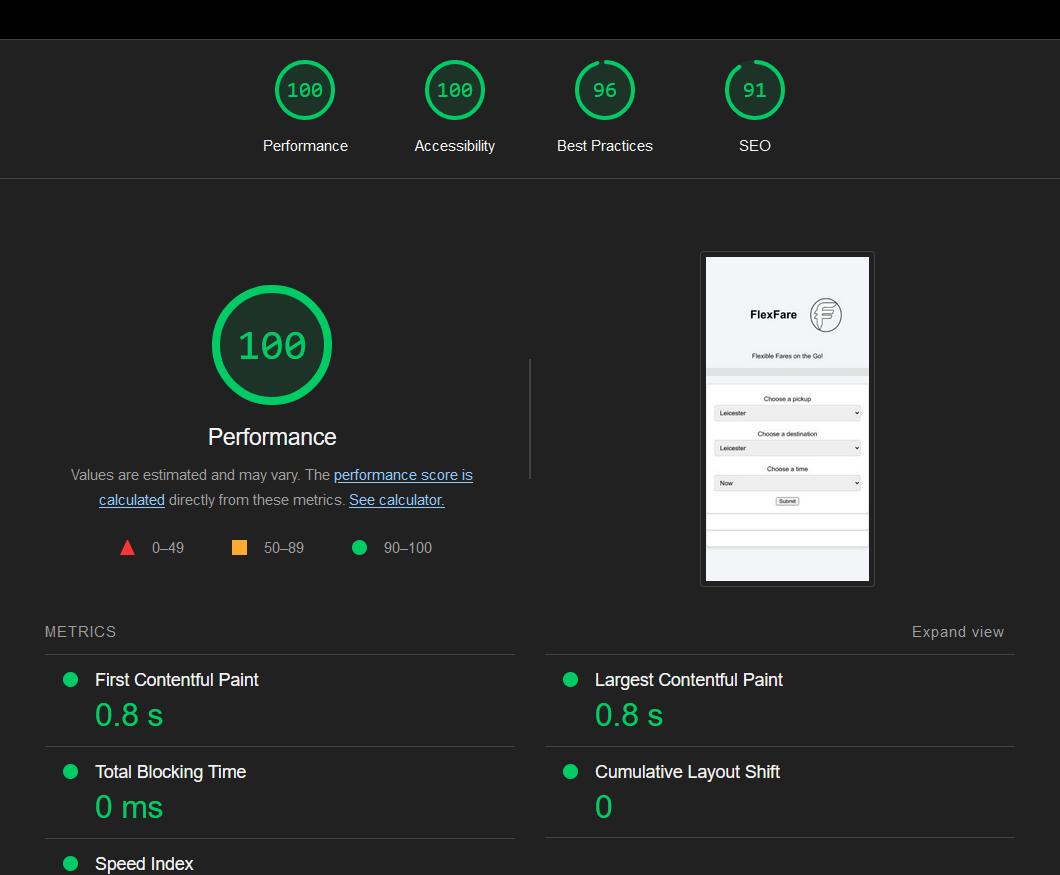 100
100
96
91
Performance
Accessibility
Best Practices
SEO
100
Performance
Values are estimated and may vary. The performance score is
calculated directly from these metrics. See calculator.
0–49
50–89
90–100
FlexFare
Flexible Fares on the Go!
Choose a pickup
Leicester
Choose a destination
Leicester
Choose a time
Now
Submit
METRICS
Expand view
First Contentful Paint
0.8 s
Largest Contentful Paint
0.8 s
Total Blocking Time
0 ms
Cumulative Layout Shift
0
Speed Index